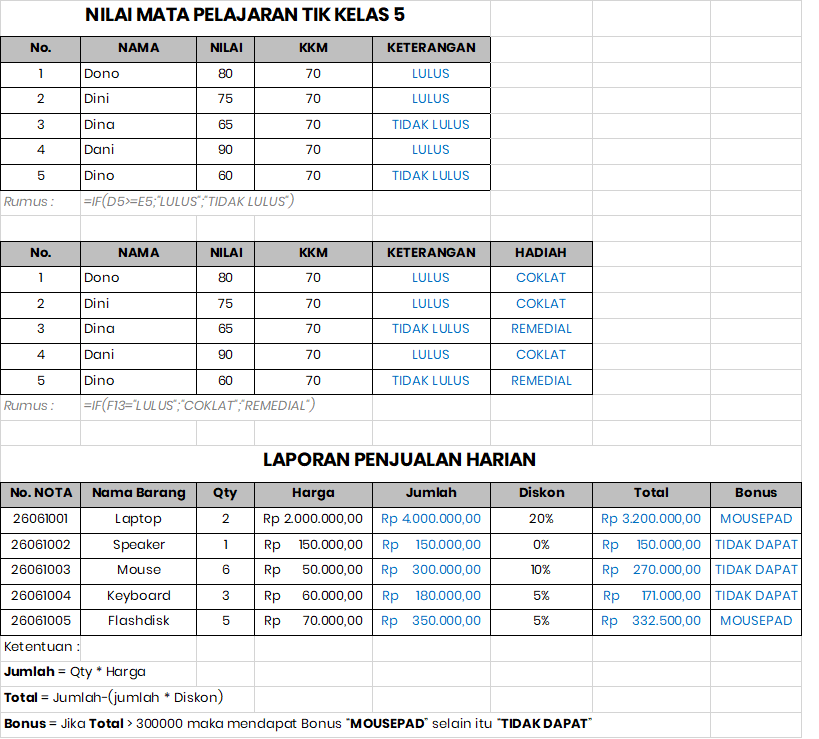 NILAI MATA PELAJARAN TIK KELAS 5
No. NAMA NILAI KKM KETERANGAN
1 Dono 80 70 LULUS
2 Dini 75 70 LULUS
3 Dina 65 70 TIDAK LULUS
4 Dani 90 70 LULUS
5 Dino 60 70 TIDAK LULUS
Rumus : =IF(D5>=E5;"LULUS";"TIDAK LULUS")
No. NAMA NILAI KKM KETERANGAN HADIAH
1 Dono 80 70 LULUS COKLAT
2 Dini 75 70 LULUS COKLAT
3 Dina 65 70 TIDAK LULUS REMEDIAL
4 Dani 90 70 LULUS COKLAT
5 Dino 60 70 TIDAK LULUS REMEDIAL
Rumus : =IF(F13="LULUS";"COKLAT";"REMEDIAL")
LAPORAN PENJUALAN HARIAN
No. NOTA Nama Barang Qty Harga Jumlah Diskon Total Bonus
26061001 Laptop 2 Rp 2.000.000,00 Rp 4.000.000,00 20% Rp 3.200.000,00 MOUSEPAD
26061002 Speaker 1 Rp 150.000,00 Rp 150.000,00 0% Rp 150.000,00 TIDAK DAPAT
26061003 Mouse 6 Rp 50.000,00 Rp 300.000,00 10% Rp 270.000,00 TIDAK DAPAT
26061004 Keyboard 3 Rp 60.000,00 Rp 180.000,00 5% Rp 171.000,00 TIDAK DAPAT
26061005 Flashdisk 5 Rp 70.000,00 Rp 350.000,00 5% Rp 332.500,00 MOUSEPAD
Ketentuan :
Jumlah = Qty * Harga
Total = Jumlah-(jumlah * Diskon)
Bonus = Jika Total > 300000 maka mendapat Bonus "MOUSEPAD" selain itu "TIDAK DAPAT"